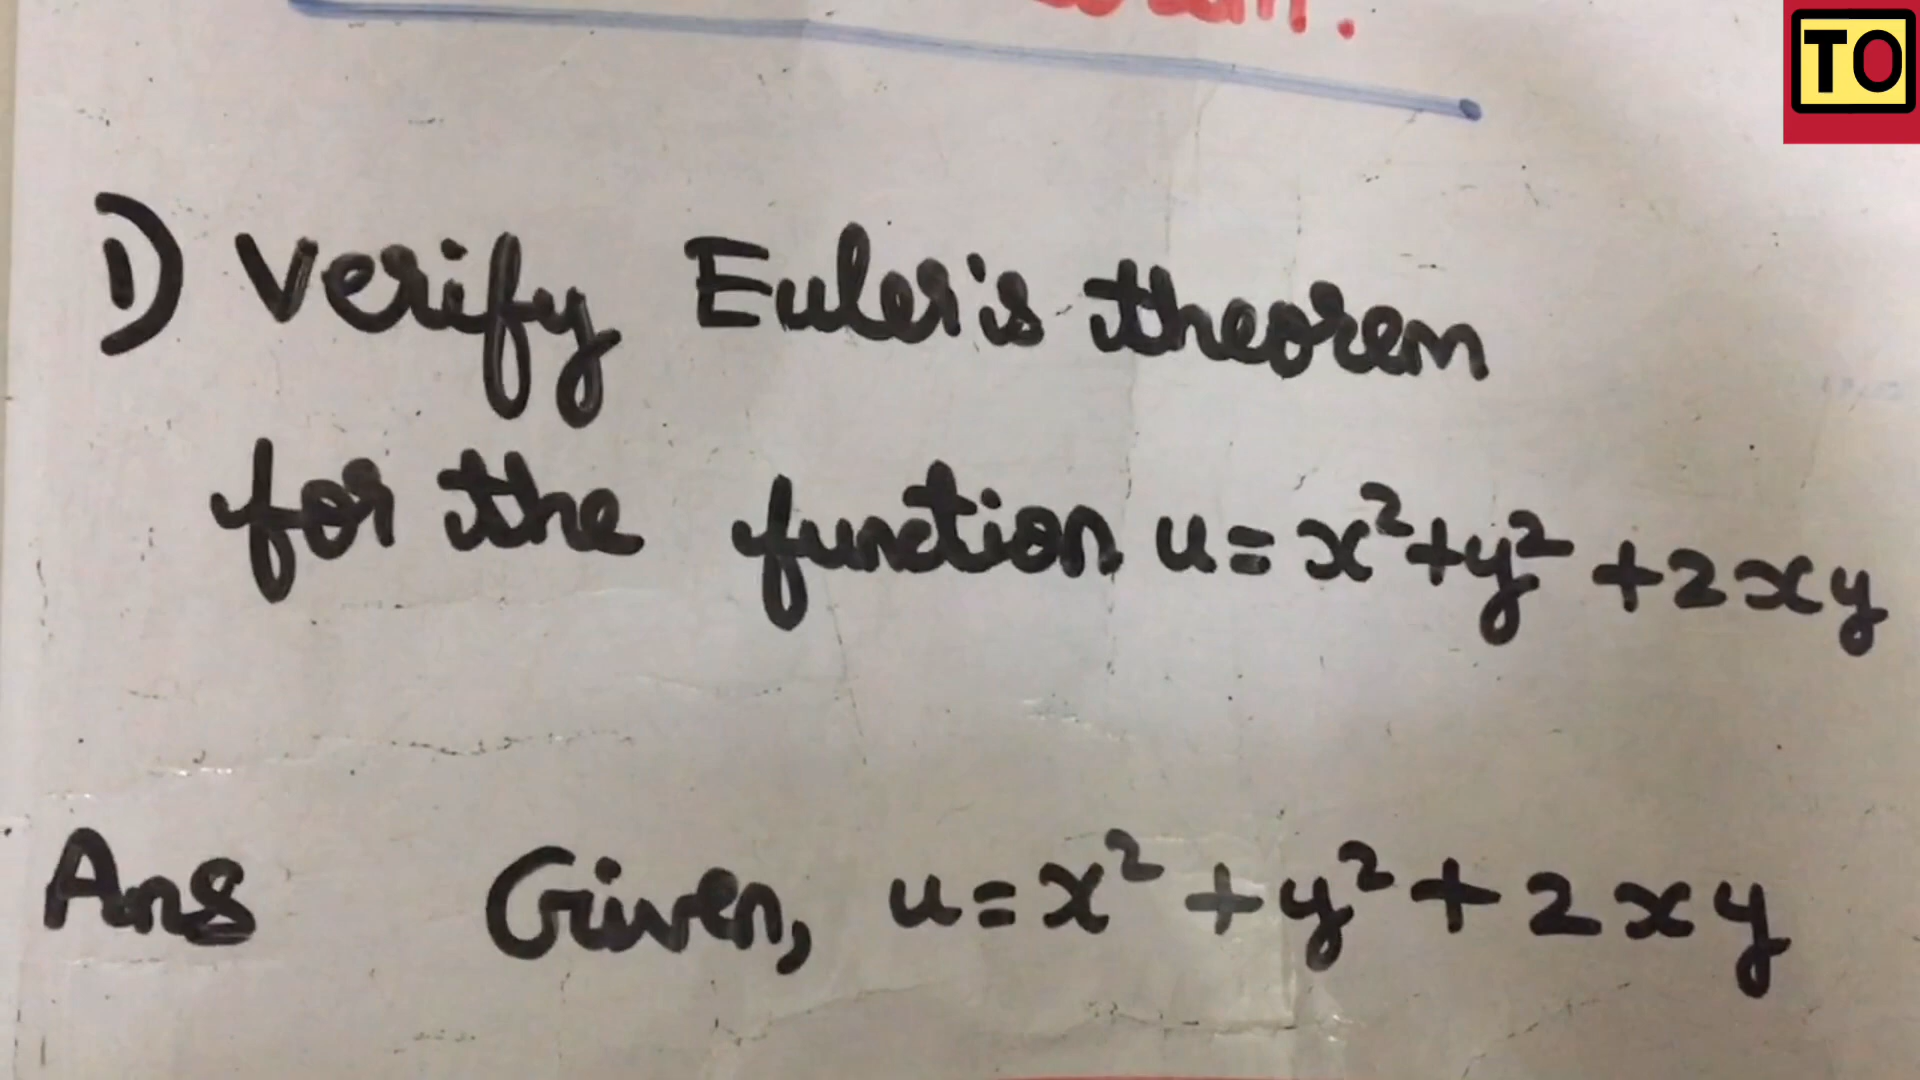 TO
1) Verify Euler's theorem
for the function u = x² + y² + 2xy
Ans Given, u = x² + y² + 2xy